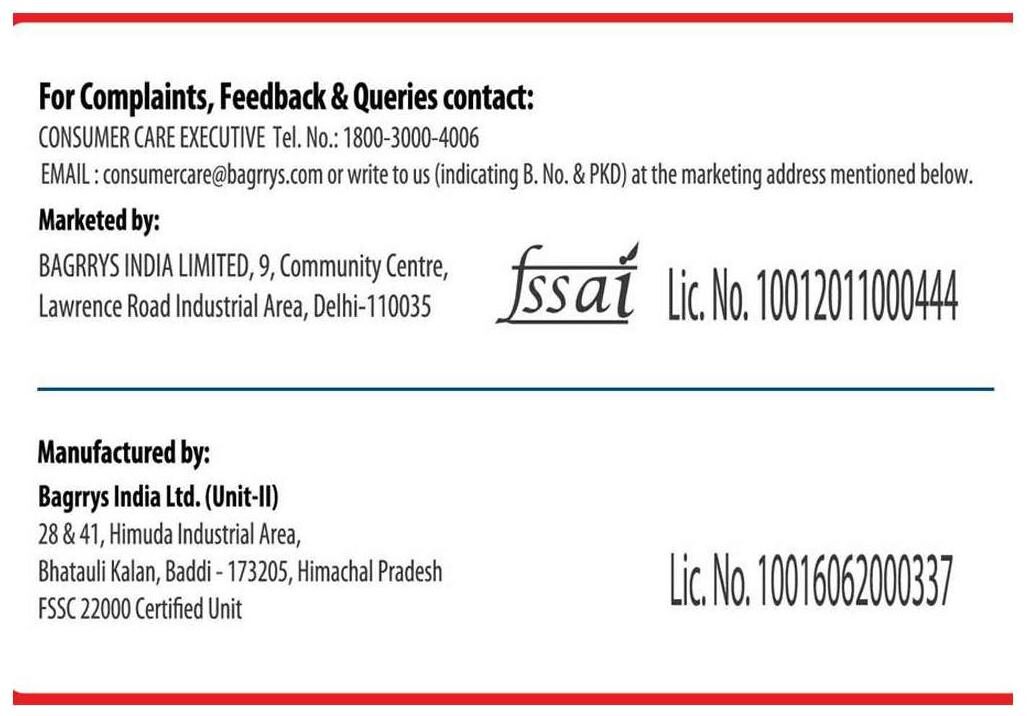 For Complaints, Feedback & Queries contact:
CONSUMER CARE EXECUTIVE Tel. No.: 1800-3000-4006
EMAIL : consumercare@bagrrys.com or write to us (indicating B. No. & PKD) at the marketing address mentioned below.
Marketed by:
BAGRRYS INDIA LIMITED, 9, Community Centre,
Lawrence Road Industrial Area, Delhi-110035
fssai Lic. No. 10012011000444
Manufactured by:
Bagrrys India Ltd. (Unit-II)
28 & 41, Himuda Industrial Area,
Bhatauli Kalan, Baddi - 173205, Himachal Pradesh
FSSC 22000 Certified Unit
Lic. No. 10016062000337